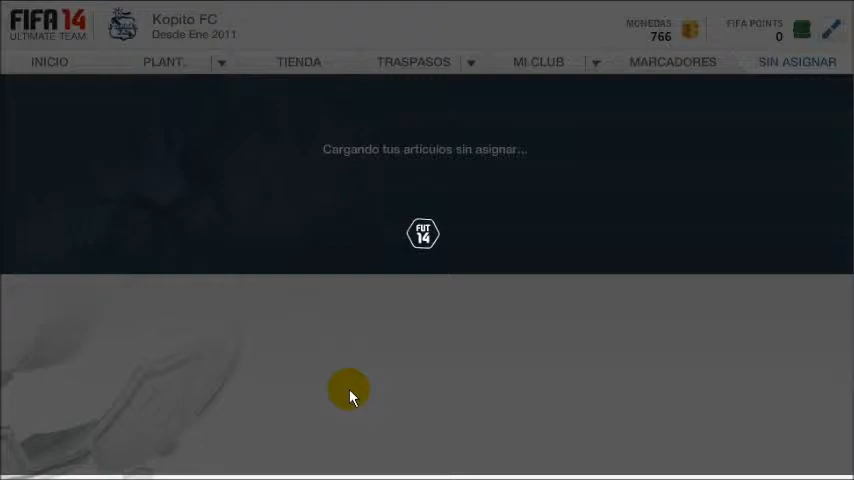 FIFA 14
ULTIMATE TEAM
Kopito FC
Desde Ene 2011
MONEDAS
766
FIFA POINTS
0
INICIO
PLANT.
TIENDA
TRASPASOS
MI CLUB
MARCADORES
SIN ASIGNAR
Cargando tus artículos sin asignar...
FUT
14